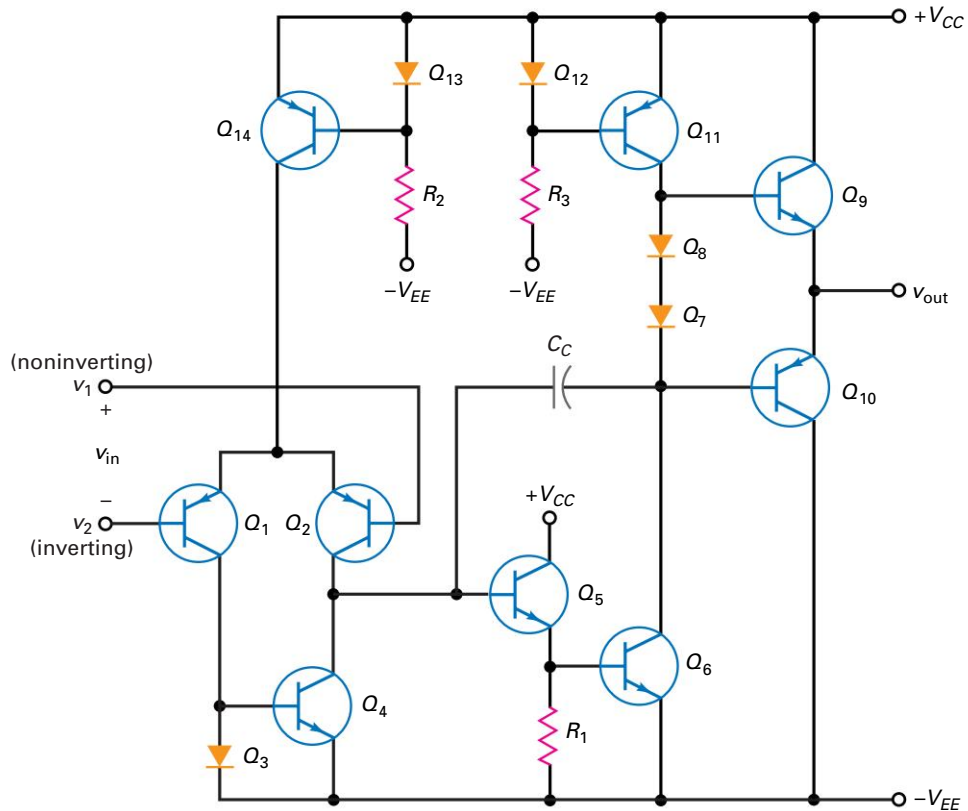 +VCC
Q13
Q12
Q14
Q11
R2
R3
Q9
Q8
−VEE
−VEE
vout
Q7
CC
(noninverting)
v1
+
Q10
vin
−
+VCC
v2
Q1
Q2
(inverting)
Q5
Q6
Q4
R1
Q3
−VEE